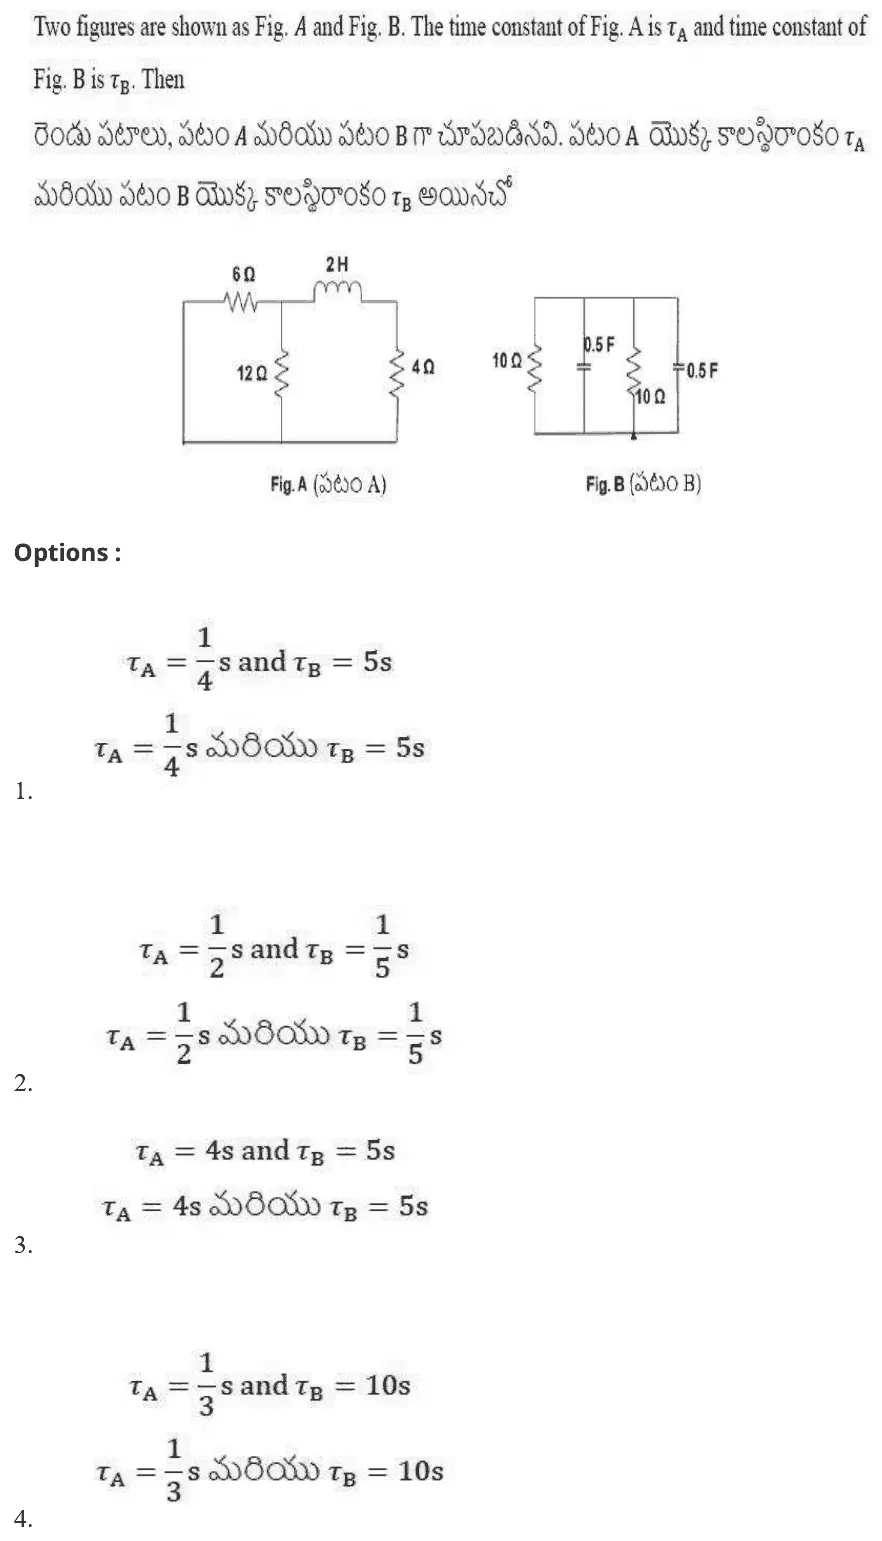 Two figures are shown as Fig. A and Fig. B. The time constant of Fig. A is τA and time constant of
Fig. B is τB. Then
రెండు పటాలు, పటం A మరియు పటం B గా చూపబడినవి. పటం A యొక్క కాలస్థిరాంకం τA
మరియు పటం B యొక్క కాలస్థిరాంకం τB అయినచో
6Ω
2H
12Ω
4Ω
10Ω
0.5F
10Ω
0.5F
Fig.A (పటం A)
Fig.B (పటం B)
Options :
τA = 1/4 s and τB = 5s
τA = 1/4 s మరియు τB = 5s
1.
τA = 1/2 s and τB = 1/5 s
τA = 1/2 s మరియు τB = 1/5 s
2.
τA = 4s and τB = 5s
τA = 4s మరియు τB = 5s
3.
τA = 1/3 s and τB = 10s
τA = 1/3 s మరియు τB = 10s
4.